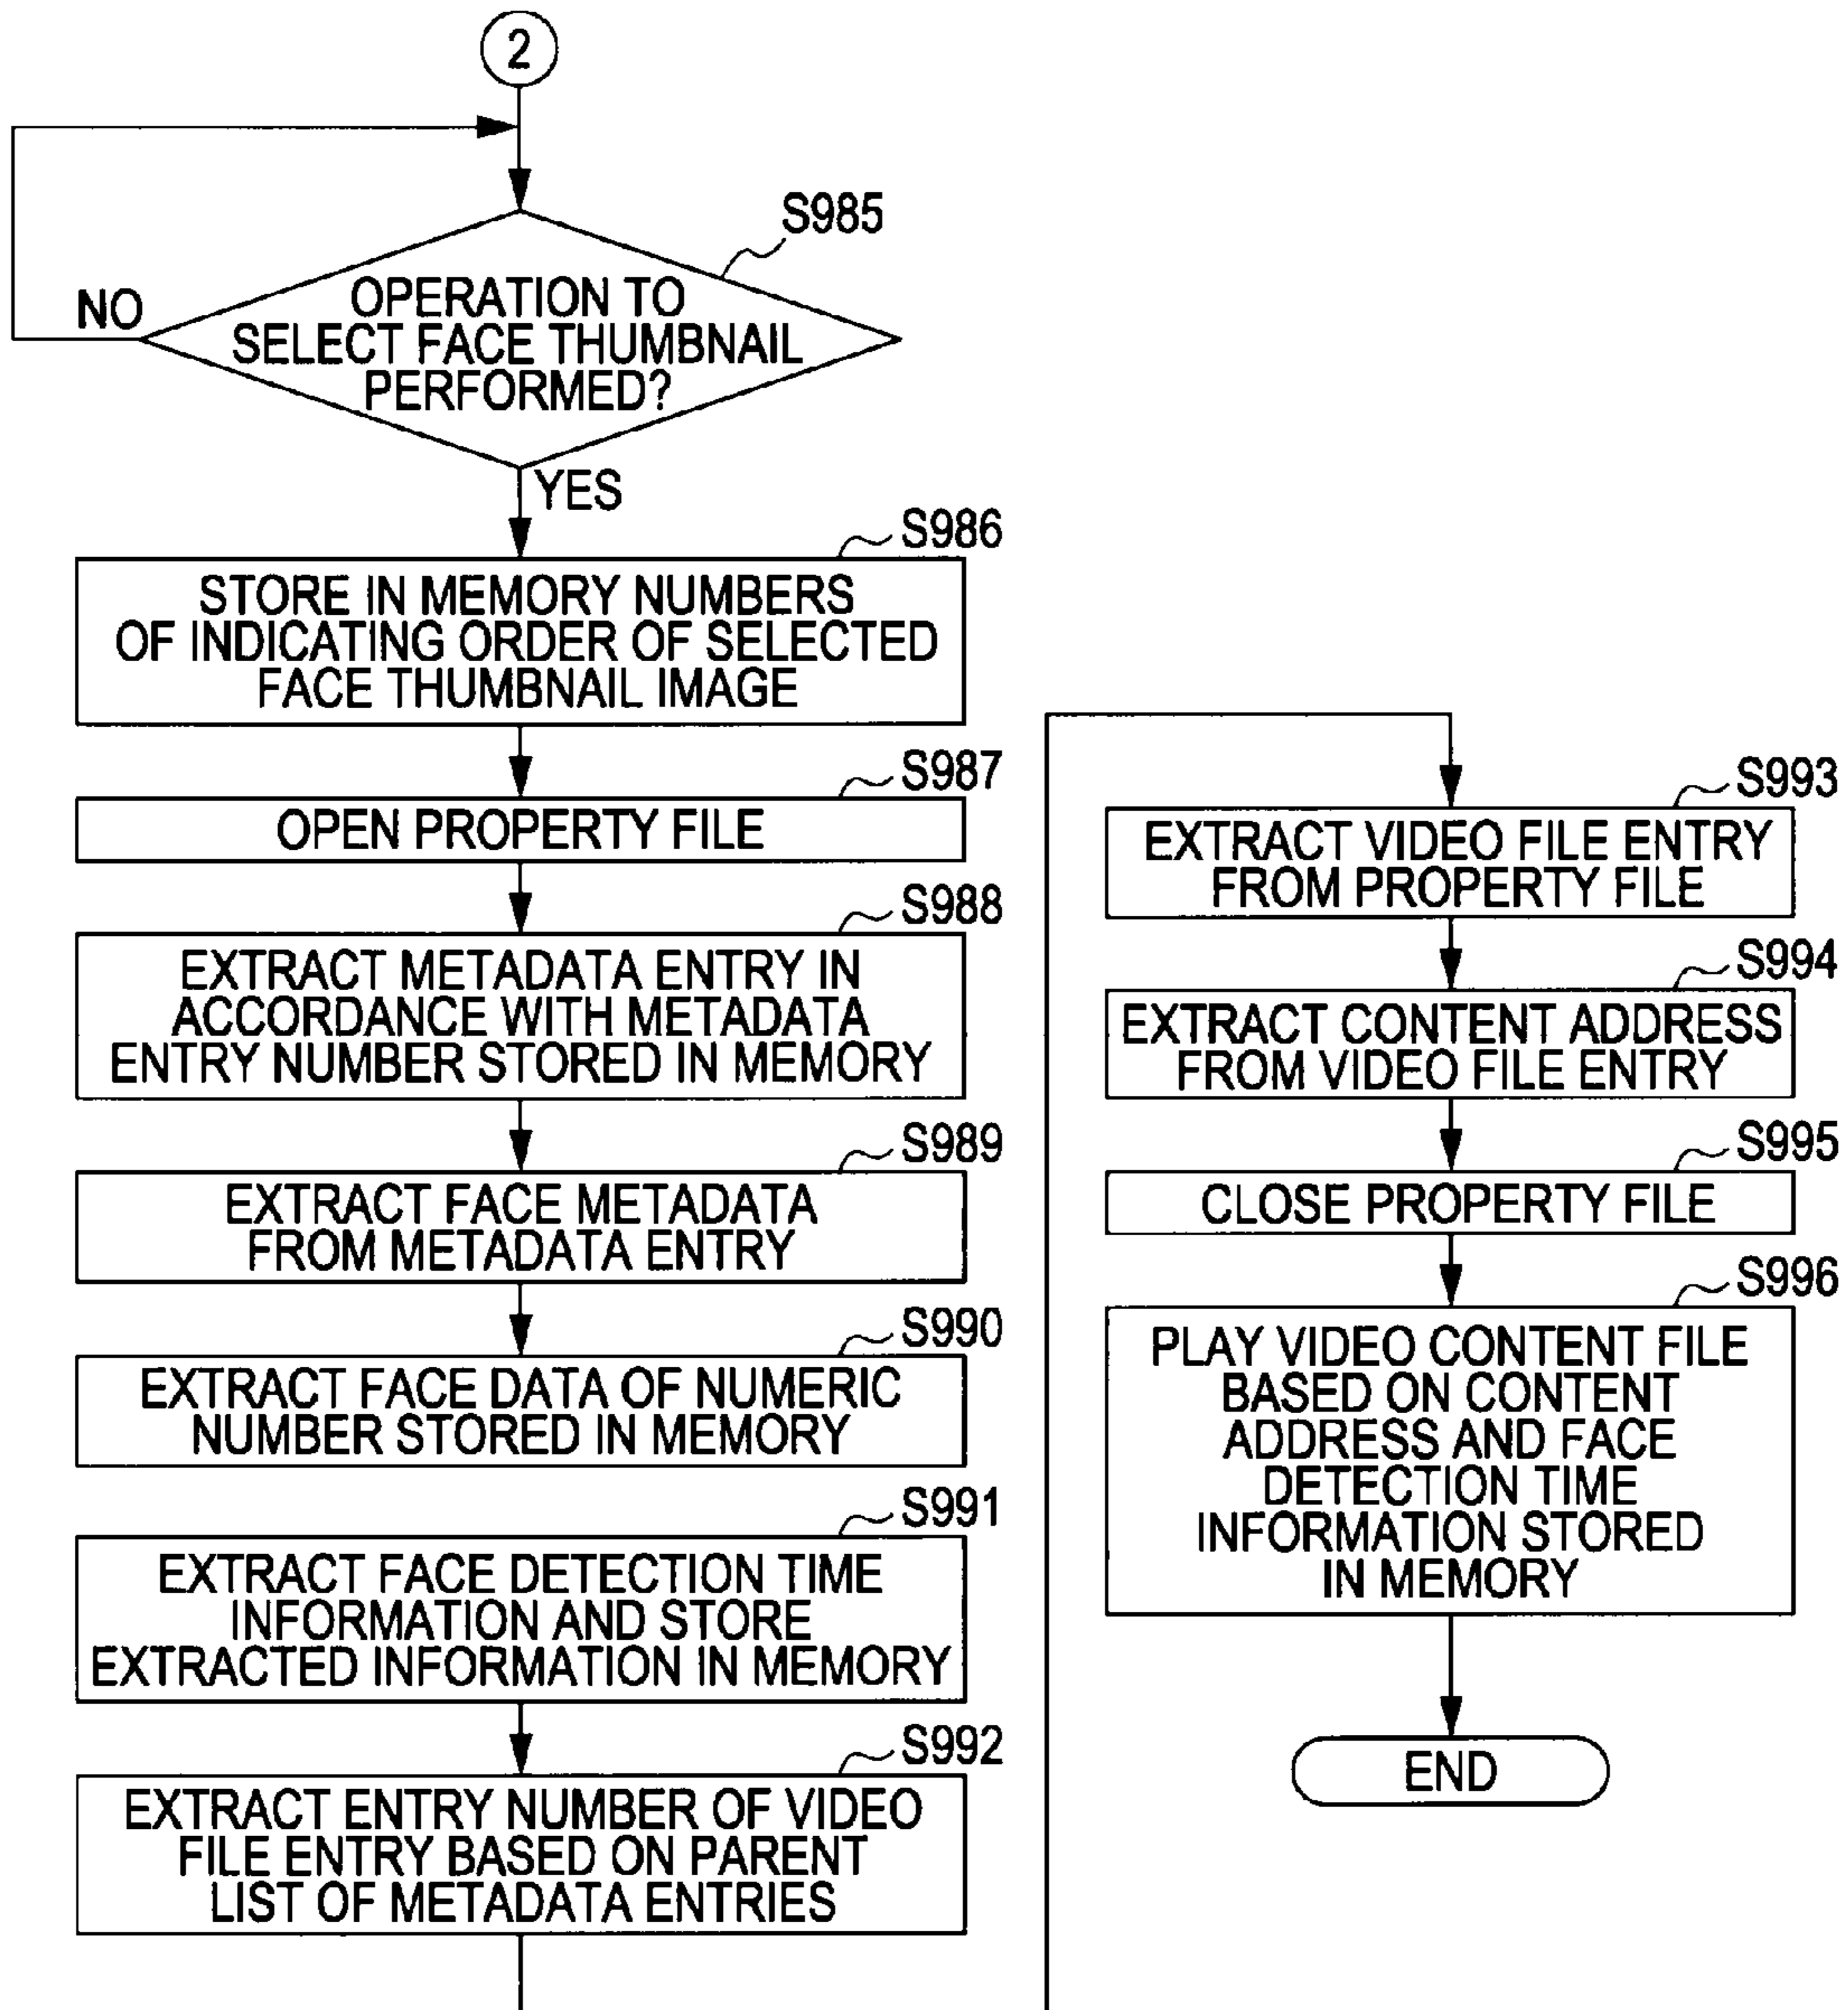 2
S985
OPERATION TO
SELECT FACE THUMBNAIL
PERFORMED?
NO
YES
S986
STORE IN MEMORY NUMBERS
OF INDICATING ORDER OF SELECTED
FACE THUMBNAIL IMAGE
S987
OPEN PROPERTY FILE
S988
EXTRACT METADATA ENTRY IN
ACCORDANCE WITH METADATA
ENTRY NUMBER STORED IN MEMORY
S989
EXTRACT FACE METADATA
FROM METADATA ENTRY
S990
EXTRACT FACE DATA OF NUMERIC
NUMBER STORED IN MEMORY
S991
EXTRACT FACE DETECTION TIME
INFORMATION AND STORE
EXTRACTED INFORMATION IN MEMORY
S992
EXTRACT ENTRY NUMBER OF VIDEO
FILE ENTRY BASED ON PARENT
LIST OF METADATA ENTRIES
S993
EXTRACT VIDEO FILE ENTRY
FROM PROPERTY FILE
S994
EXTRACT CONTENT ADDRESS
FROM VIDEO FILE ENTRY
S995
CLOSE PROPERTY FILE
S996
PLAY VIDEO CONTENT FILE
BASED ON CONTENT
ADDRESS AND FACE
DETECTION TIME
INFORMATION STORED
IN MEMORY
END